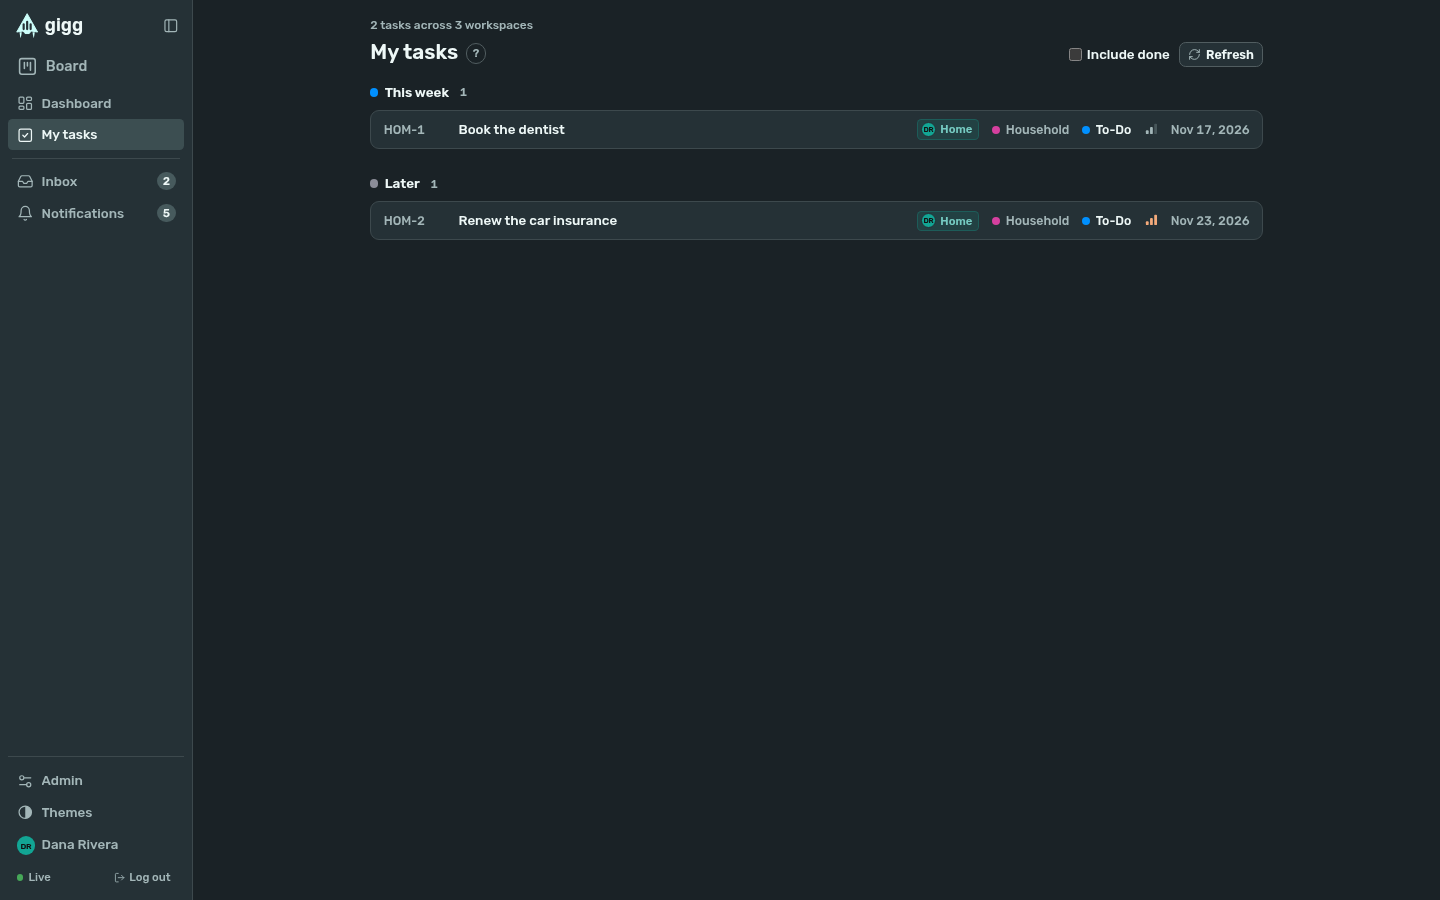 gigg
Board
Dashboard
My tasks
Inbox 2
Notifications 5
Admin
Themes
DR Dana Rivera
Live Log out
2 tasks across 3 workspaces
My tasks ?
Include done Refresh
This week 1
HOM-1 Book the dentist DR Home Household To-Do Nov 17, 2026
Later 1
HOM-2 Renew the car insurance DR Home Household To-Do Nov 23, 2026